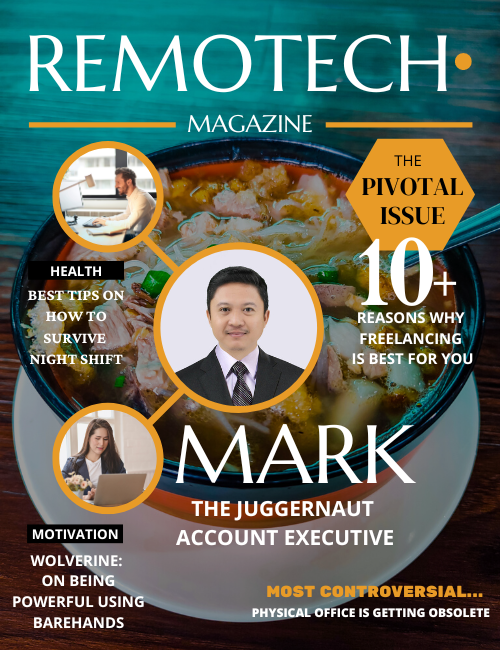 REMOTECH
MAGAZINE
THE
PIVOTAL
ISSUE
10+
REASONS WHY
FREELANCING
IS BEST FOR YOU
HEALTH
BEST TIPS ON
HOW TO
SURVIVE
NIGHT SHIFT
MARK
THE JUGGERNAUT
ACCOUNT EXECUTIVE
MOTIVATION
WOLVERINE:
ON BEING
POWERFUL USING
BAREHANDS
MOST CONTROVERSIAL...
PHYSICAL OFFICE IS GETTING OBSOLETE